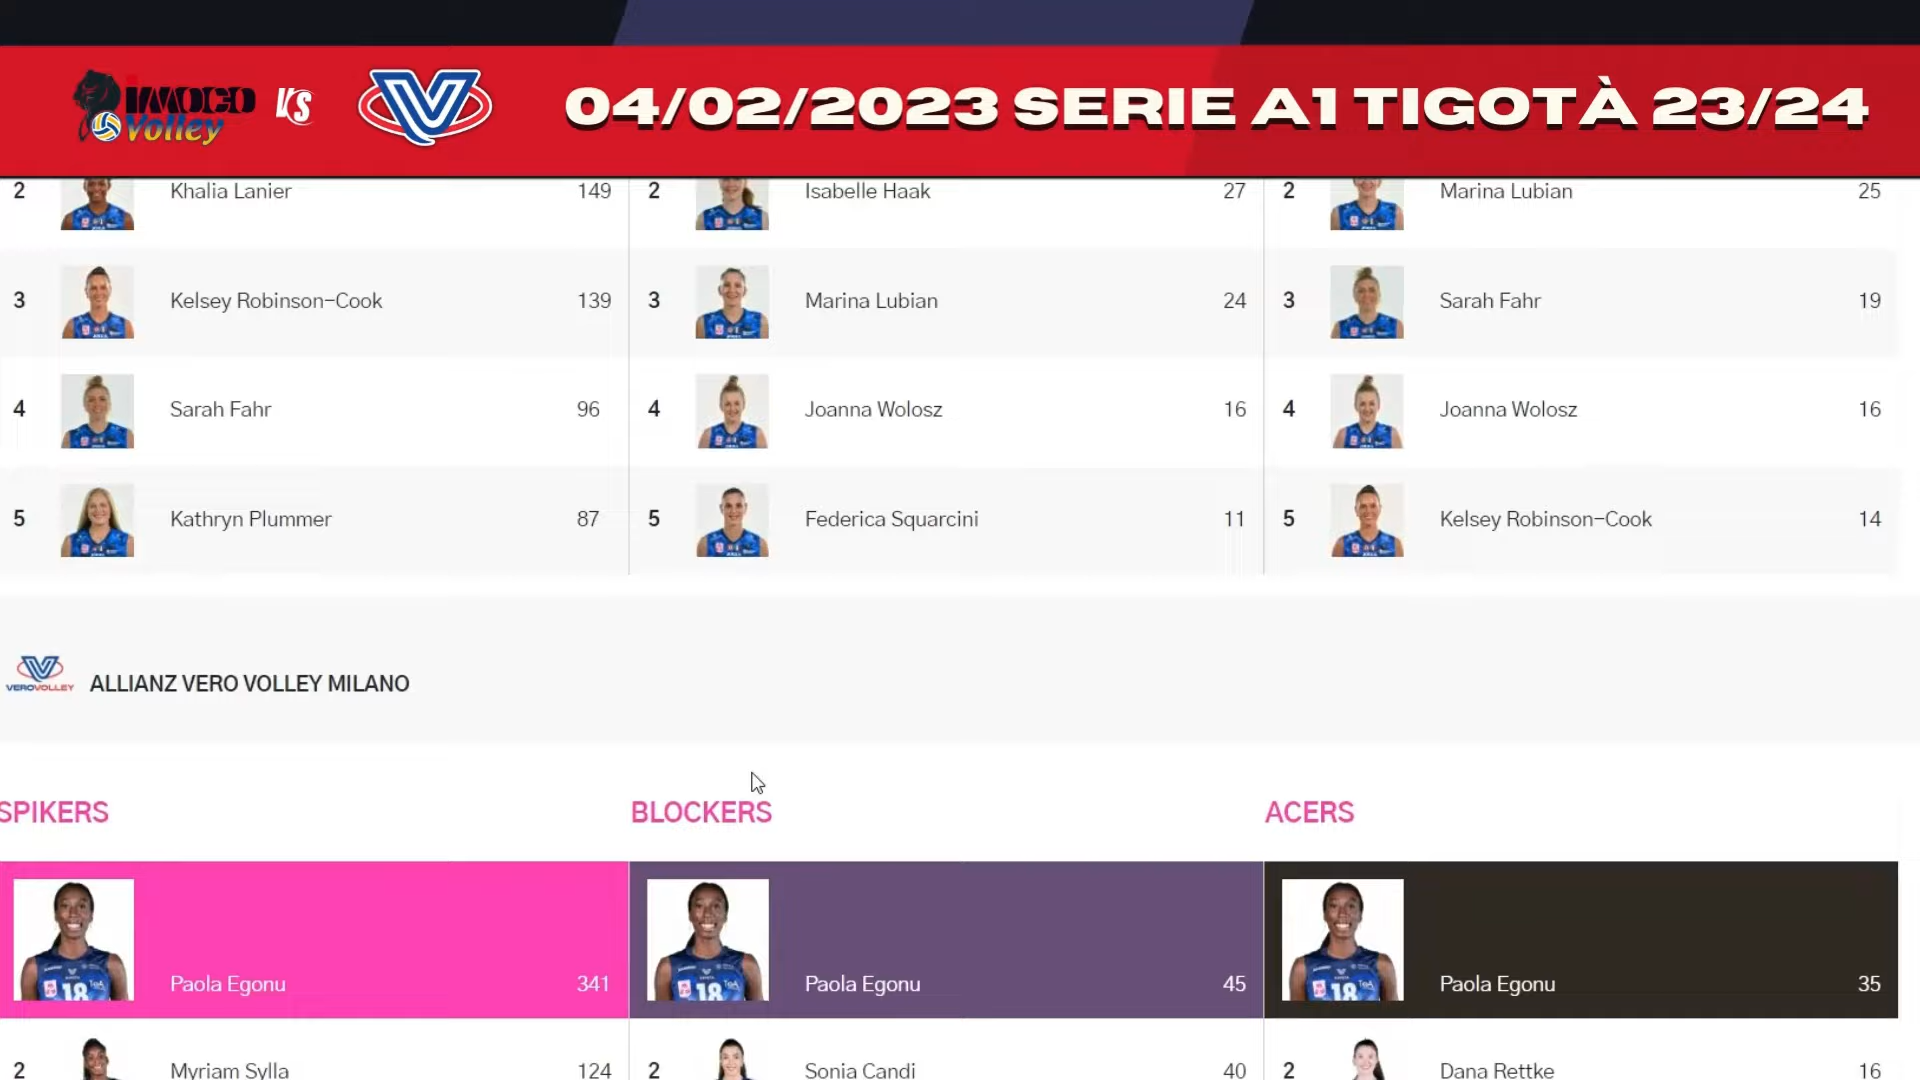 imoco
Volley
VS
04/02/2023 SERIE A1 TIGOTÀ 23/24
2 Khalia Lanier 149
2 Isabelle Haak 27
2 Marina Lubian 25
3 Kelsey Robinson-Cook 139
3 Marina Lubian 24
3 Sarah Fahr 19
4 Sarah Fahr 96
4 Joanna Wolosz 16
4 Joanna Wolosz 16
5 Kathryn Plummer 87
5 Federica Squarcini 11
5 Kelsey Robinson-Cook 14
VEROVOLLEY
ALLIANZ VERO VOLLEY MILANO
SPIKERS
BLOCKERS
ACERS
18
Paola Egonu 341
18
Paola Egonu 45
18
Paola Egonu 35
2 Myriam Sylla 124
2 Sonia Candi 40
2 Dana Rettke 16